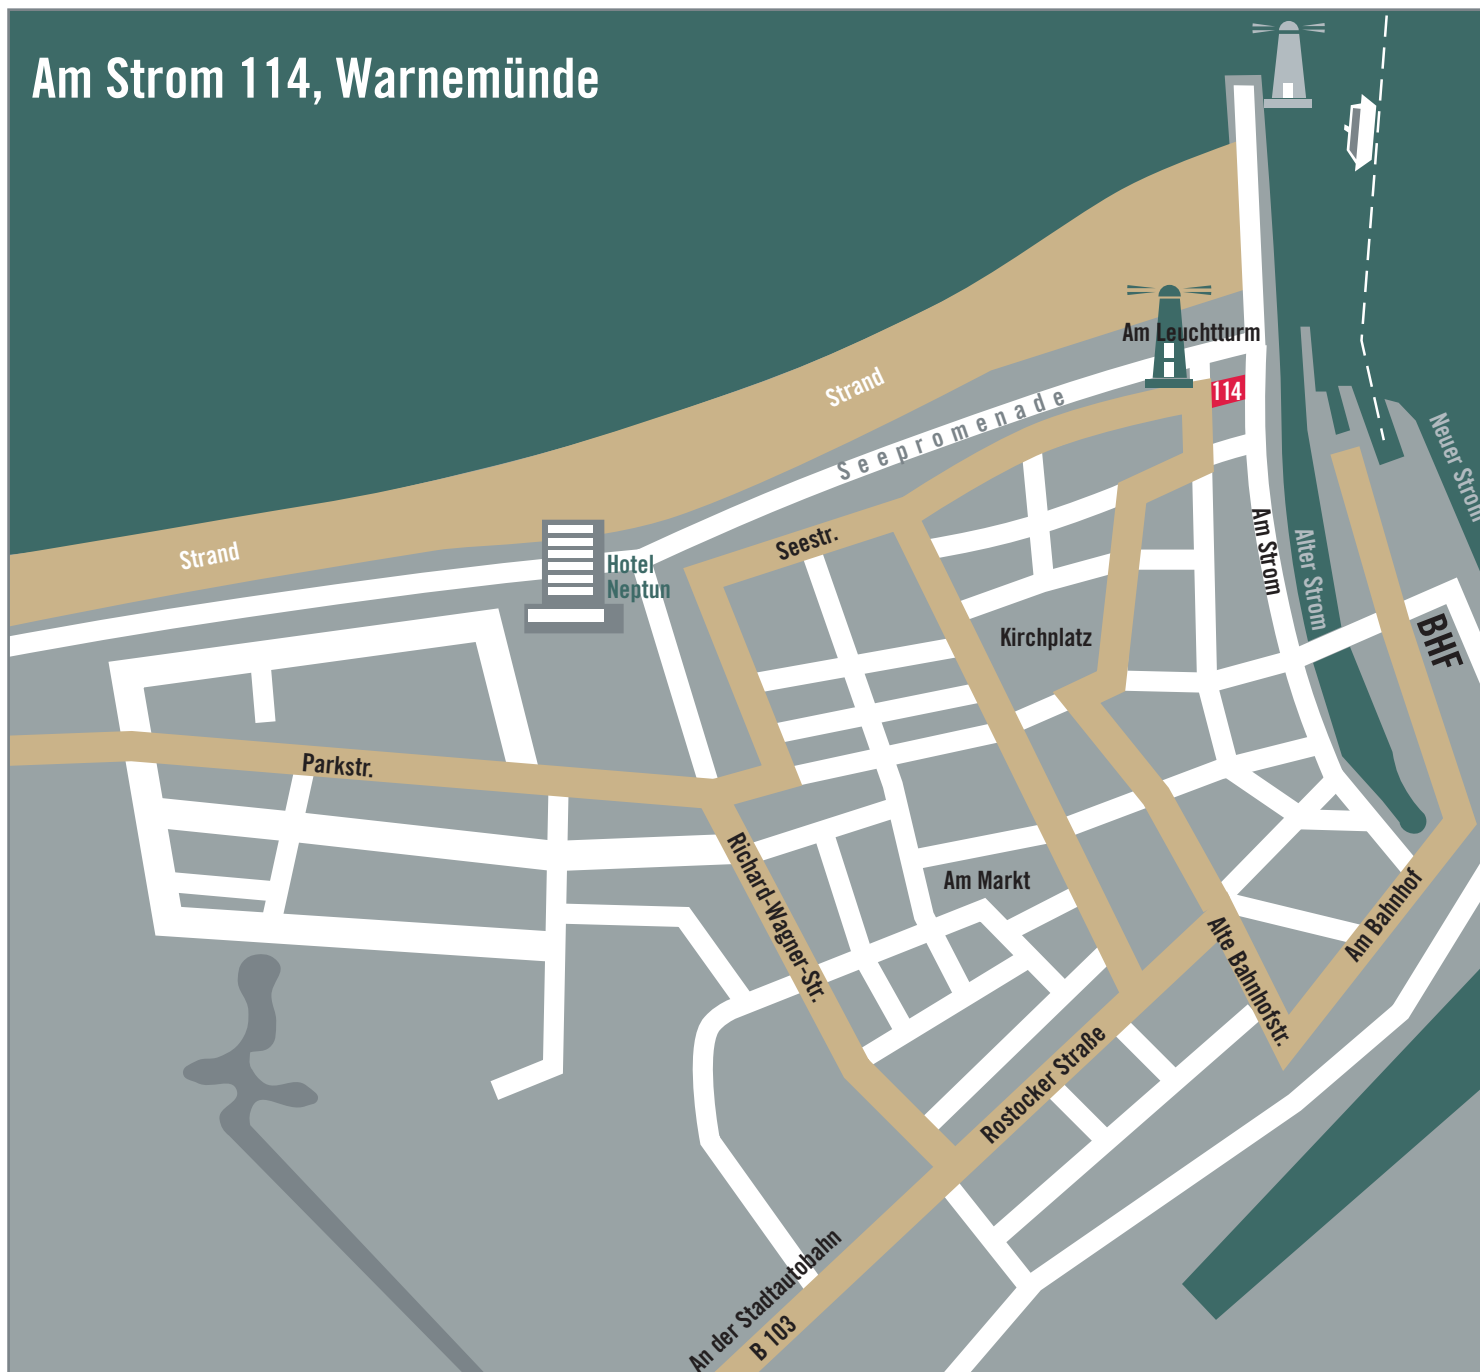 Am Strom 114, Warnemünde
Am Leuchtturm
Strand
114
Seepromenade
Neuer Strom
Am Strom
Alter Strom
Seestr.
Strand
Hotel
Neptun
Kirchplatz
BHF
Parkstr.
Richard-Wagner-Str.
Am Markt
Am Bahnhof
Alte Bahnhofstr.
Rostocker Straße
An der Stadtautobahn
B 103